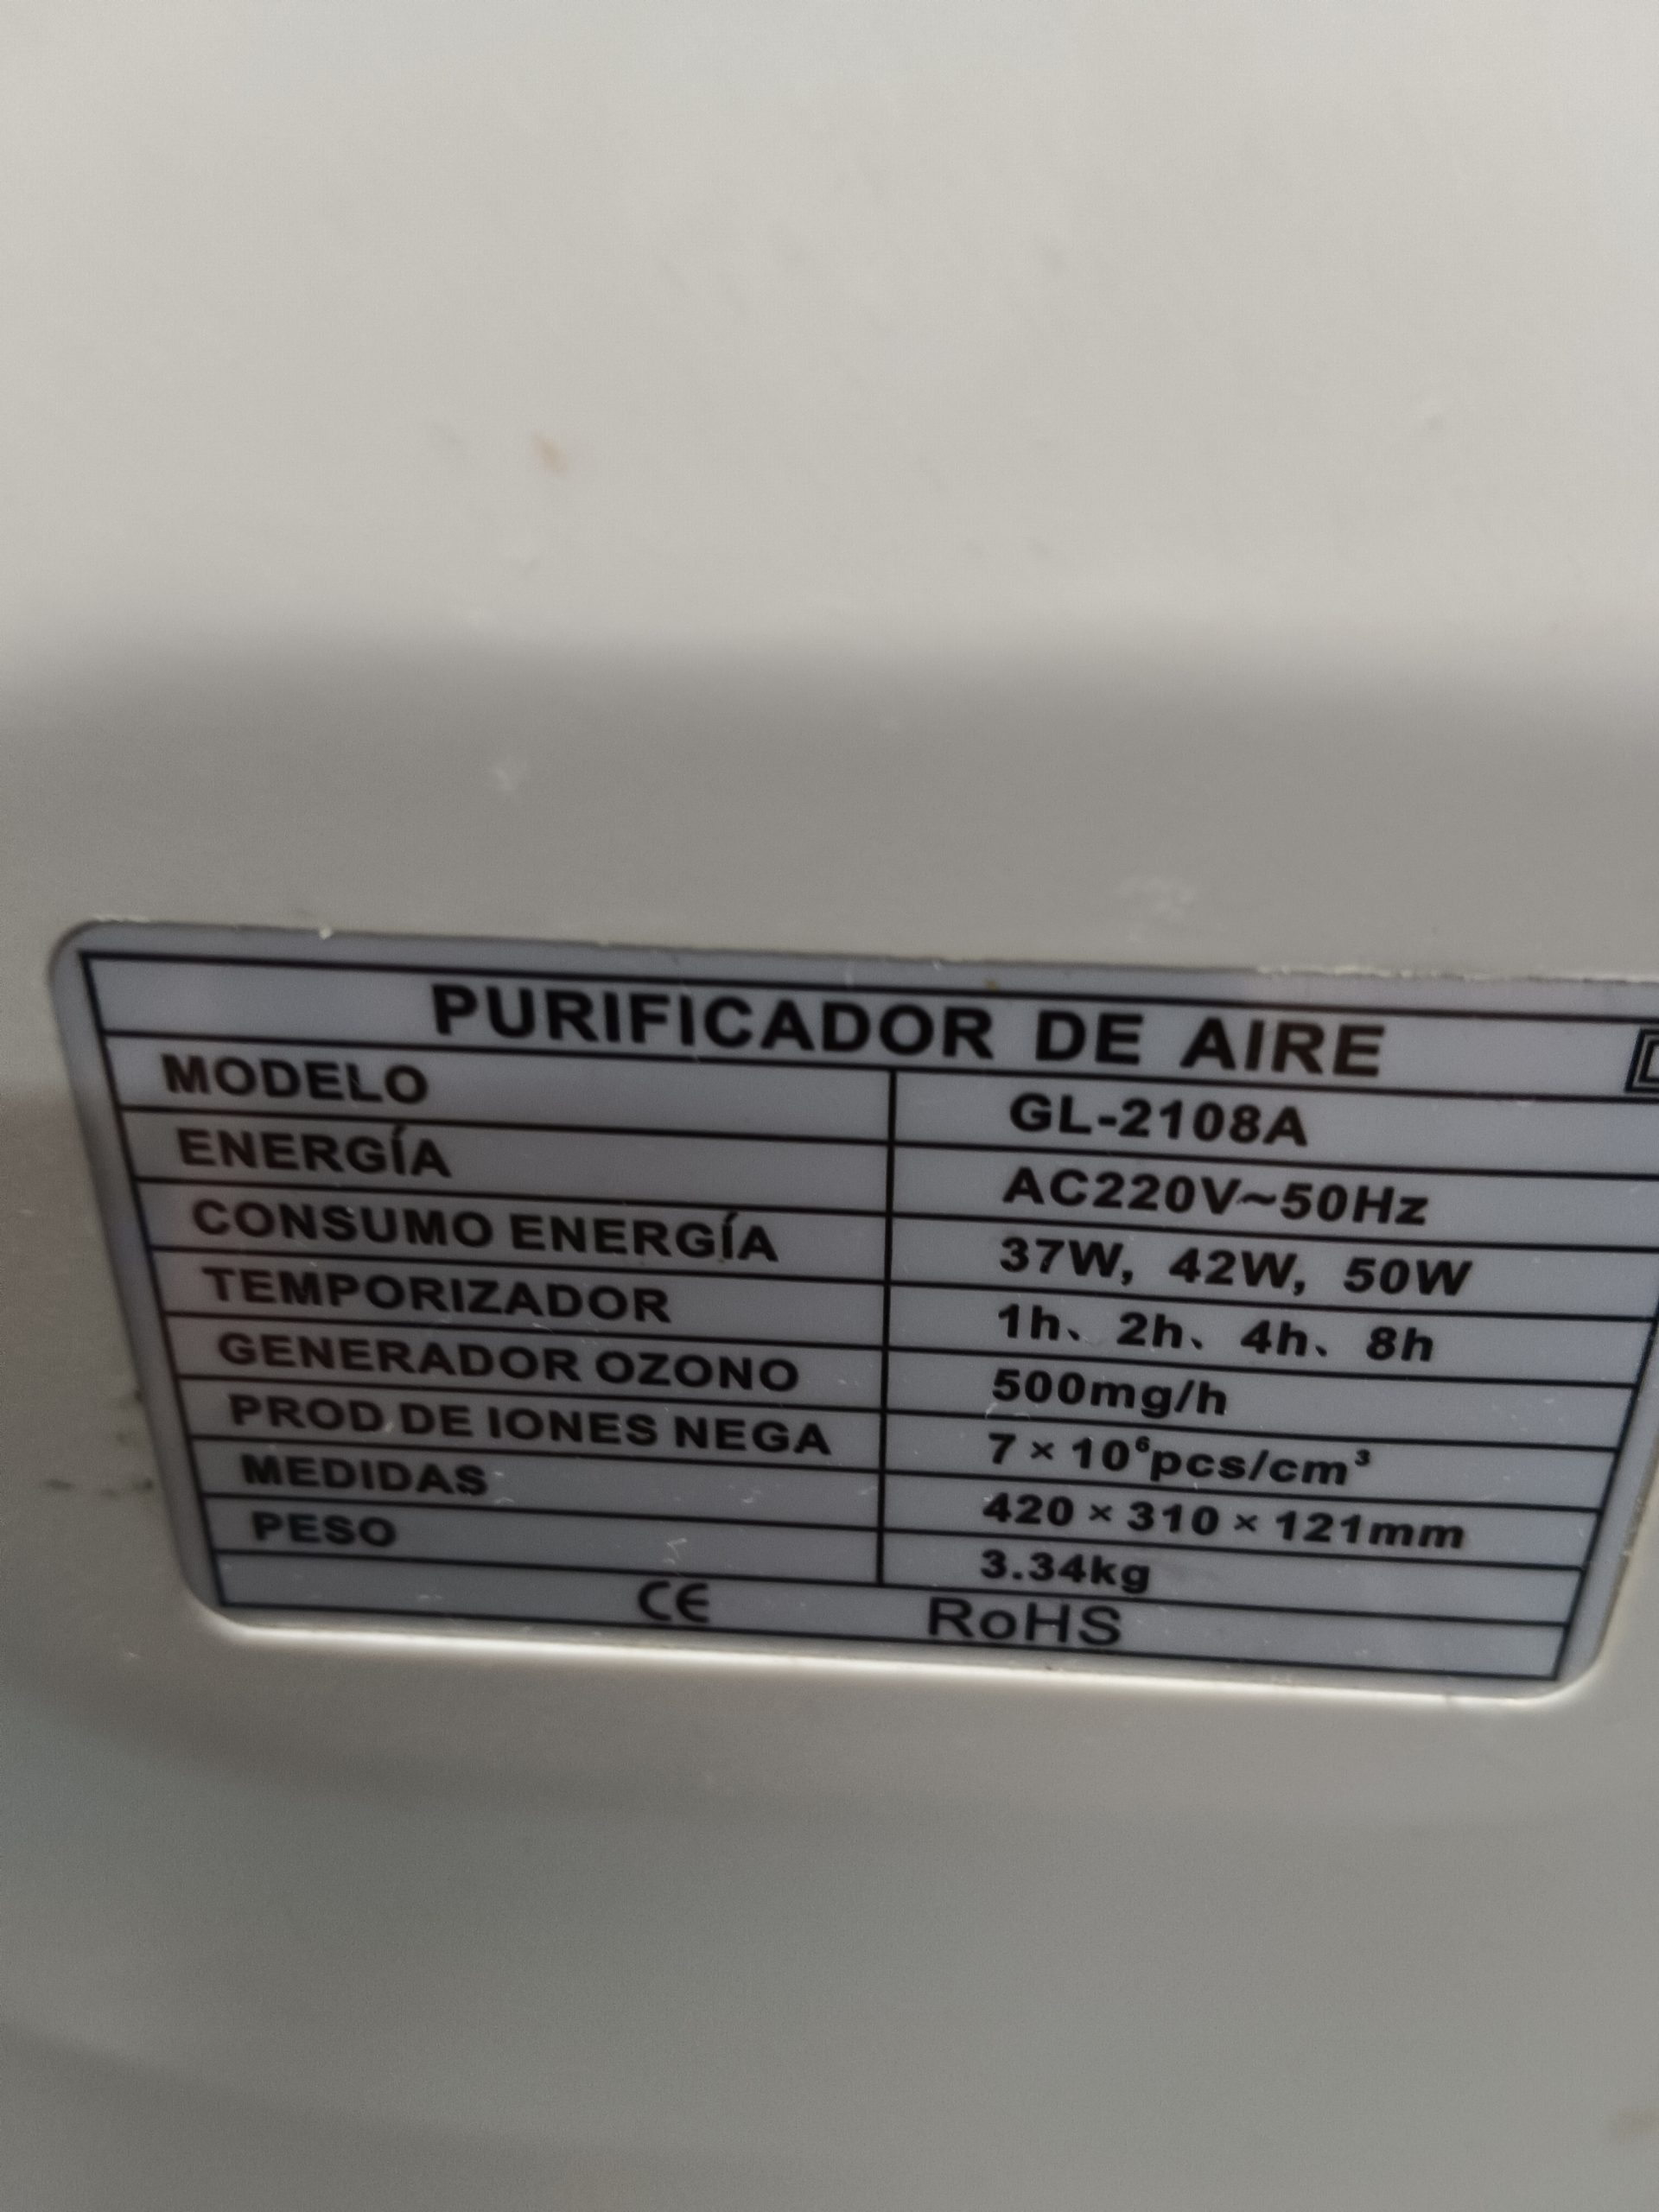 PURIFICADOR DE AIRE
MODELO GL-2108A
ENERGÍA AC220V~50Hz
CONSUMO ENERGÍA 37W, 42W, 50W
TEMPORIZADOR 1h、2h、4h、8h
GENERADOR OZONO 500mg/h
PROD DE IONES NEGA 7×10⁶pcs/cm³
MEDIDAS 420×310×121mm
PESO 3.34kg
CE RoHS